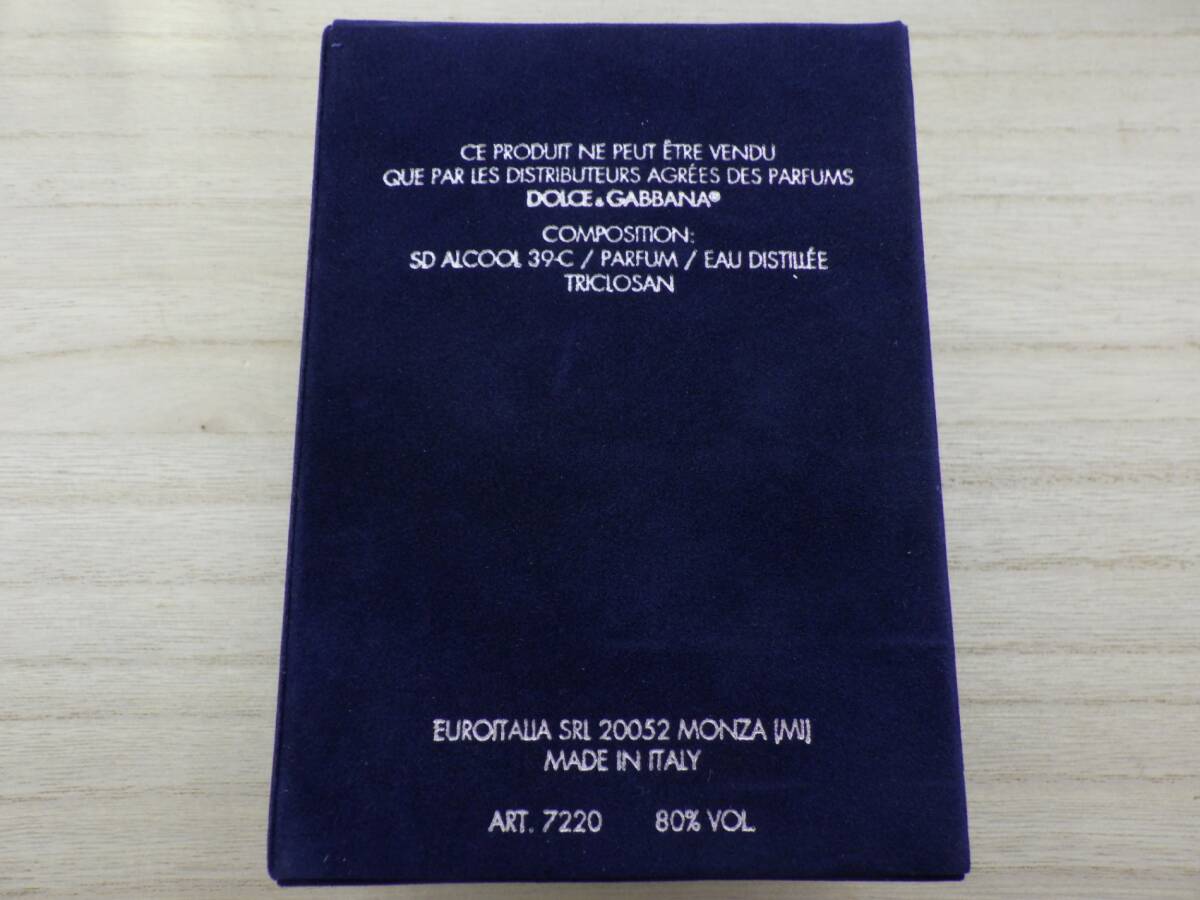 CE PRODUIT NE PEUT ÊTRE VENDU
QUE PAR LES DISTRIBUTEURS AGRÉES DES PARFUMS
DOLCE & GABBANA®
COMPOSITION:
SD ALCOOL 39-C / PARFUM / EAU DISTILLÉE
TRICLOSAN
EUROITALIA SRL 20052 MONZA (MI)
MADE IN ITALY
ART. 7220 80% VOL.